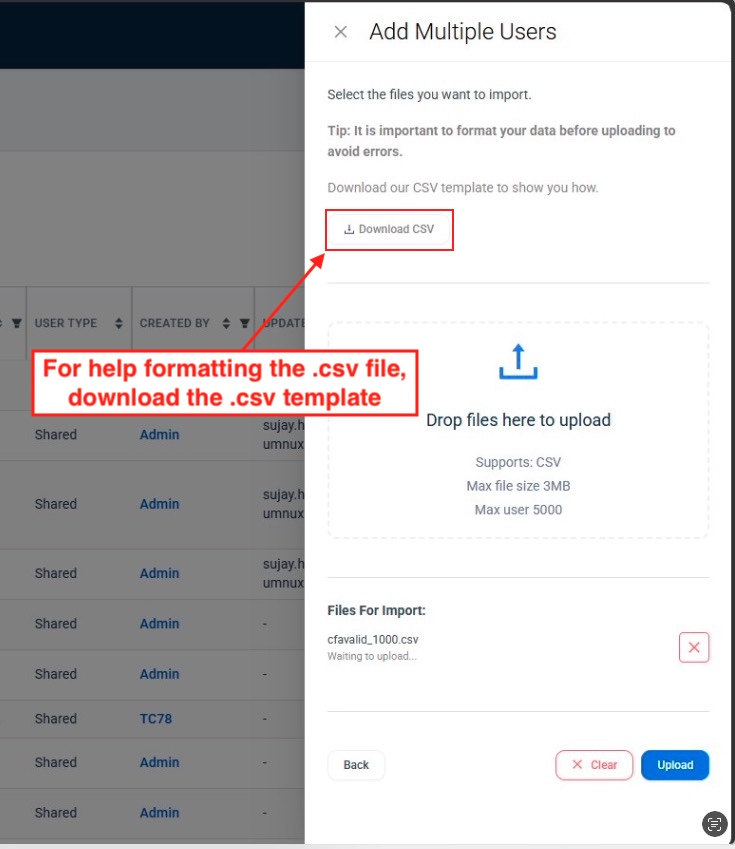 Add Multiple Users
Select the files you want to import.
Tip: It is important to format your data before uploading to
avoid errors.
Download our CSV template to show you how.
Download CSV
USER TYPE
CREATED BY
UPDATE
For help formatting the .csv file,
download the .csv template
Drop files here to upload
Supports: CSV
Max file size 3MB
Max user 5000
Shared Admin sujay.h
umnux
Shared Admin sujay.h
umnux
Shared Admin sujay.h
umnux
Shared Admin -
Shared Admin -
Shared TC78 -
Shared Admin -
Shared Admin -
Files For Import:
cfavalid_1000.csv
Waiting to upload...
Back
Clear
Upload